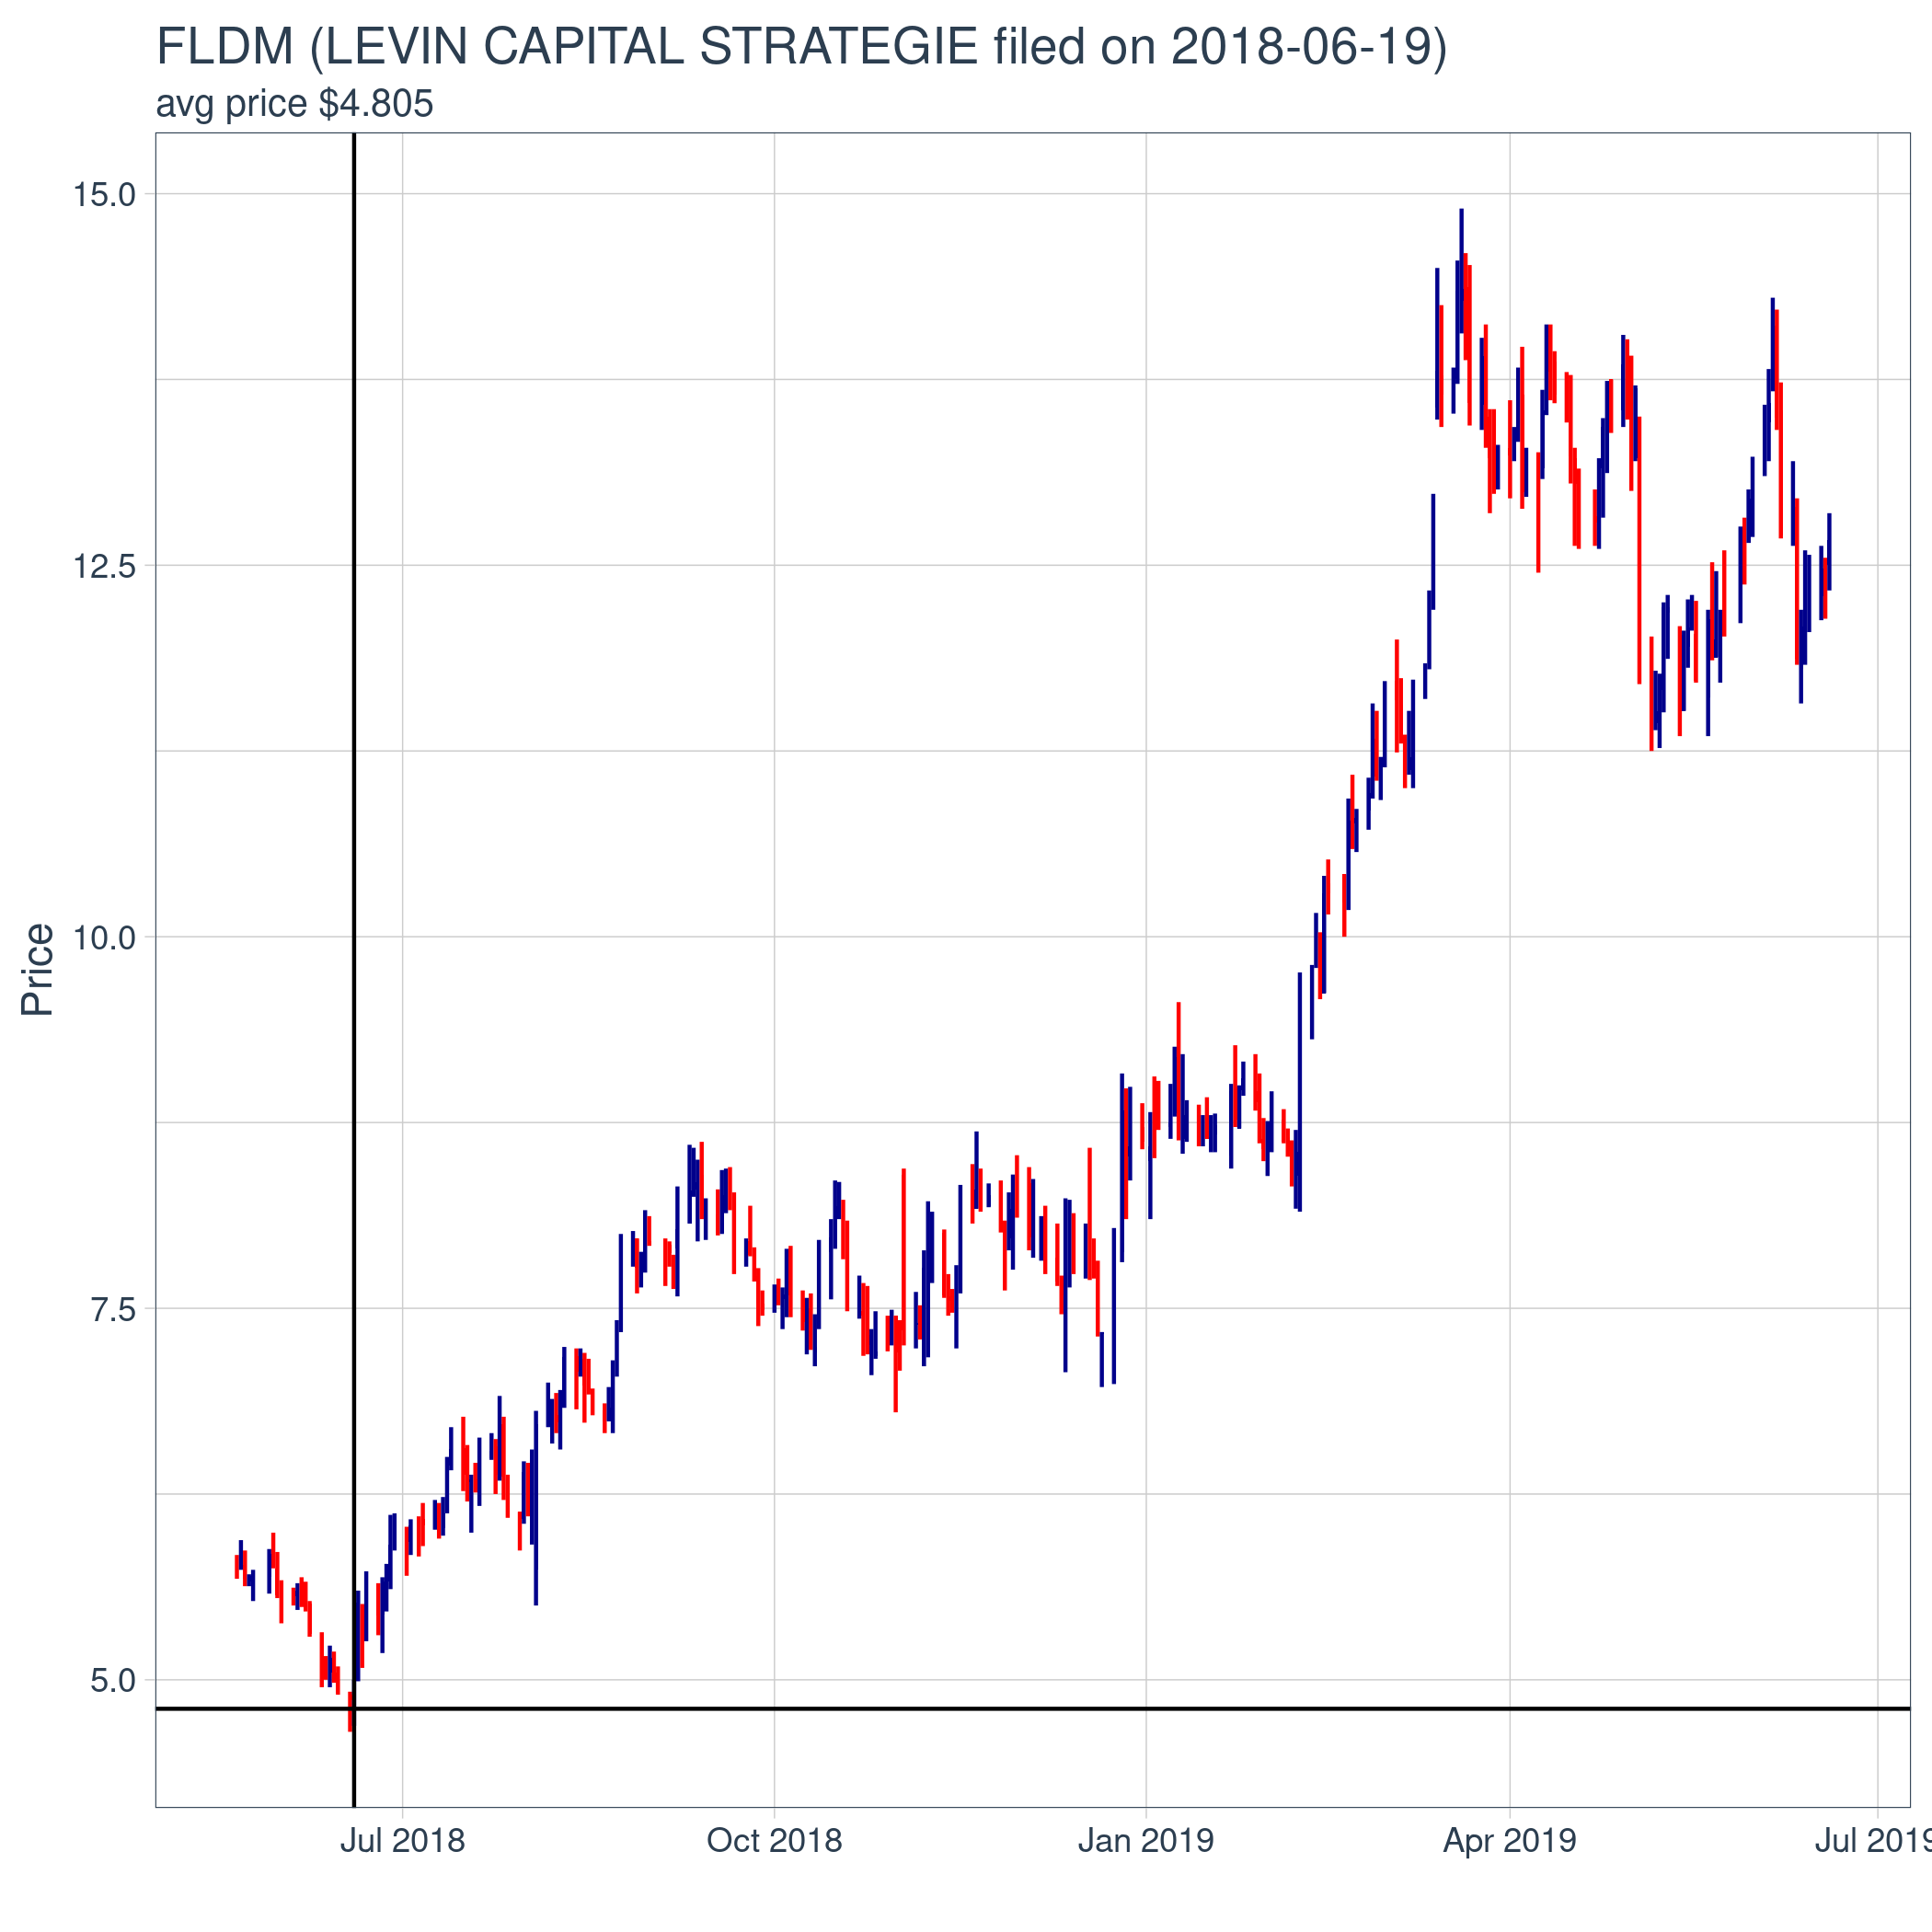 FLDM (LEVIN CAPITAL STRATEGIE filed on 2018-06-19)
avg price $4.805
15.0
12.5
10.0
7.5
5.0
Price
Jul 2018
Oct 2018
Jan 2019
Apr 2019
Jul 2019